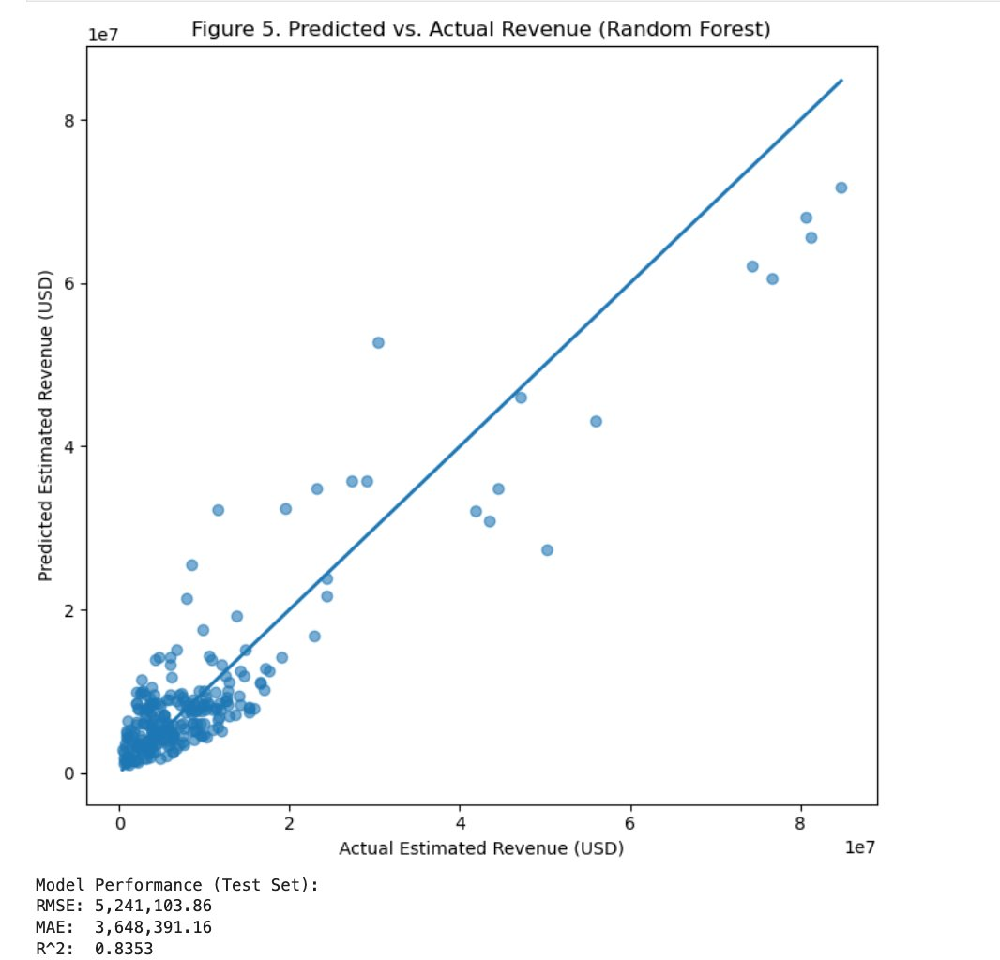 Figure 5. Predicted vs. Actual Revenue (Random Forest)
1e7
8
6
4
2
0
Predicted Estimated Revenue (USD)
0 2 4 6 8
Actual Estimated Revenue (USD)
1e7
Model Performance (Test Set):
RMSE: 5,241,103.86
MAE: 3,648,391.16
R^2: 0.8353